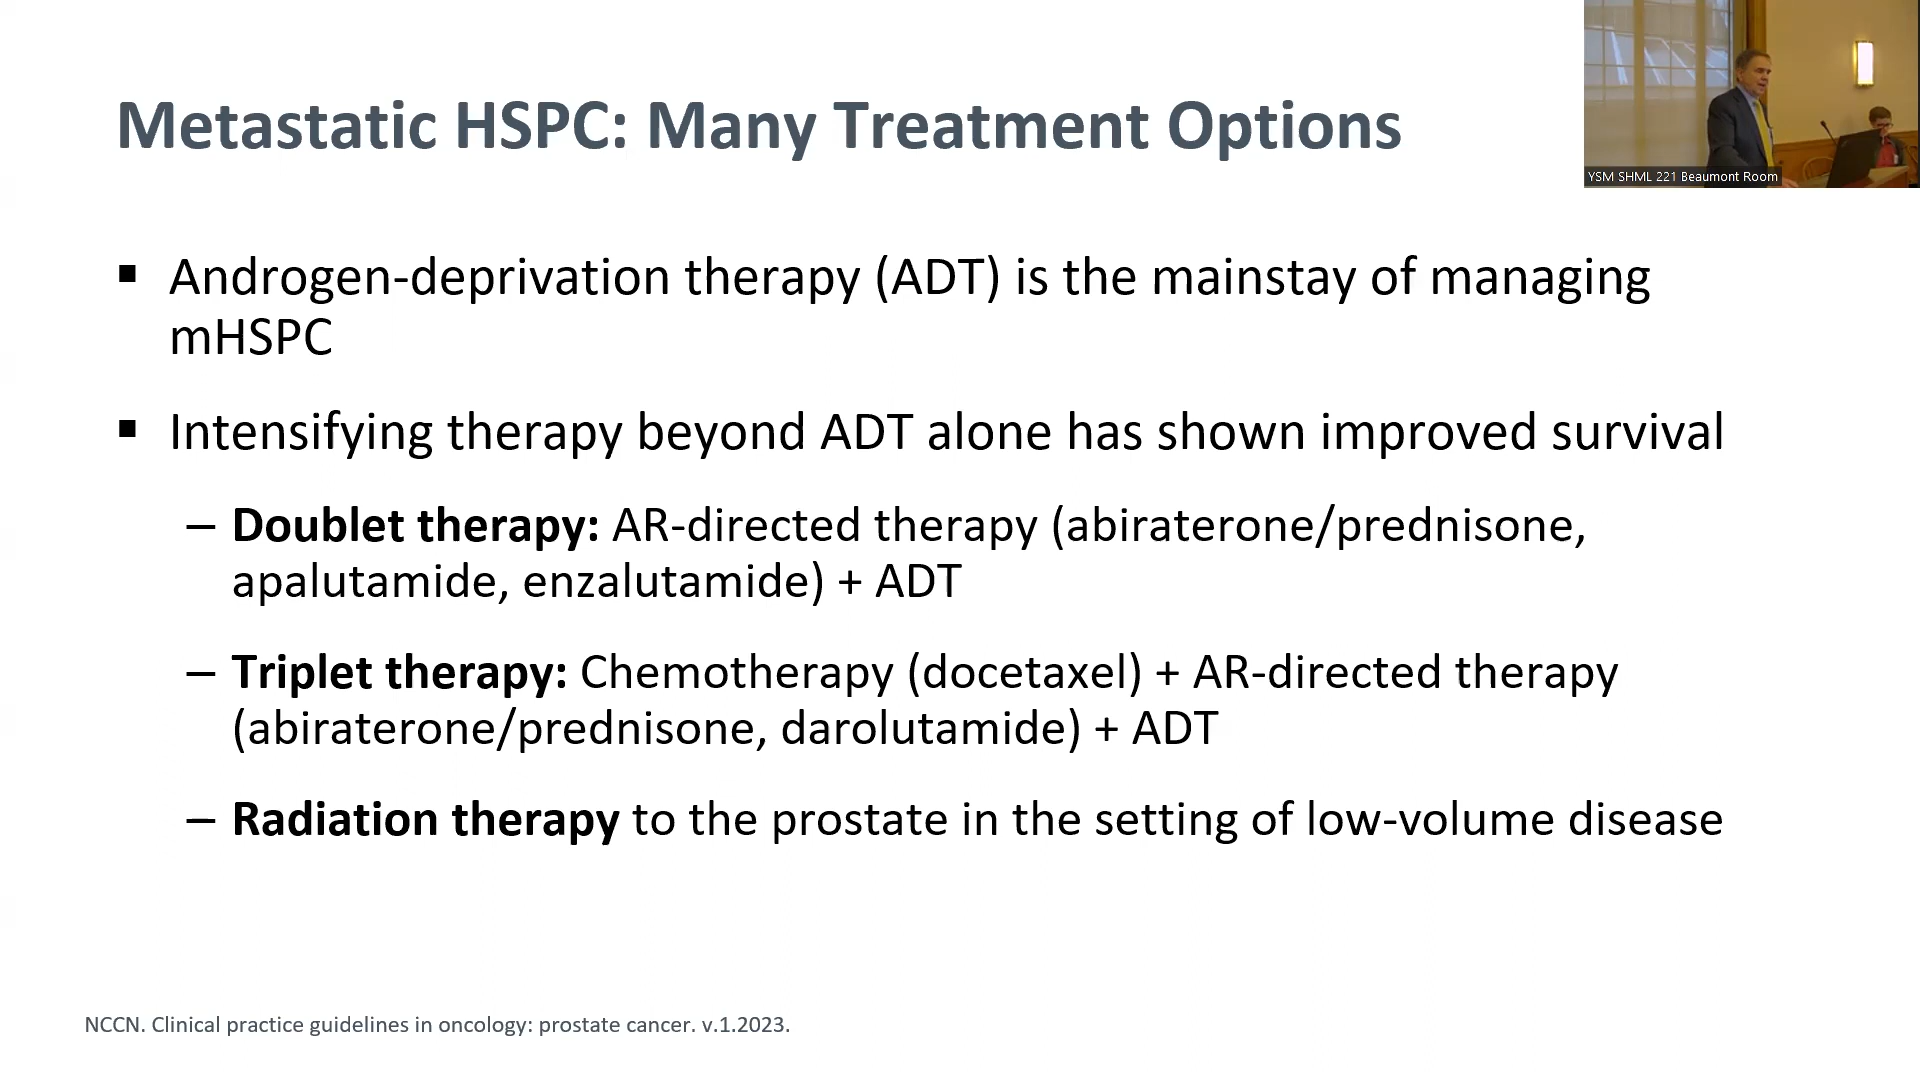 Metastatic HSPC: Many Treatment Options
YSM SHML 221 Beaumont Room
▪ Androgen-deprivation therapy (ADT) is the mainstay of managing
mHSPC
▪ Intensifying therapy beyond ADT alone has shown improved survival
– Doublet therapy: AR-directed therapy (abiraterone/prednisone,
apalutamide, enzalutamide) + ADT
– Triplet therapy: Chemotherapy (docetaxel) + AR-directed therapy
(abiraterone/prednisone, darolutamide) + ADT
– Radiation therapy to the prostate in the setting of low-volume disease
NCCN. Clinical practice guidelines in oncology: prostate cancer. v.1.2023.